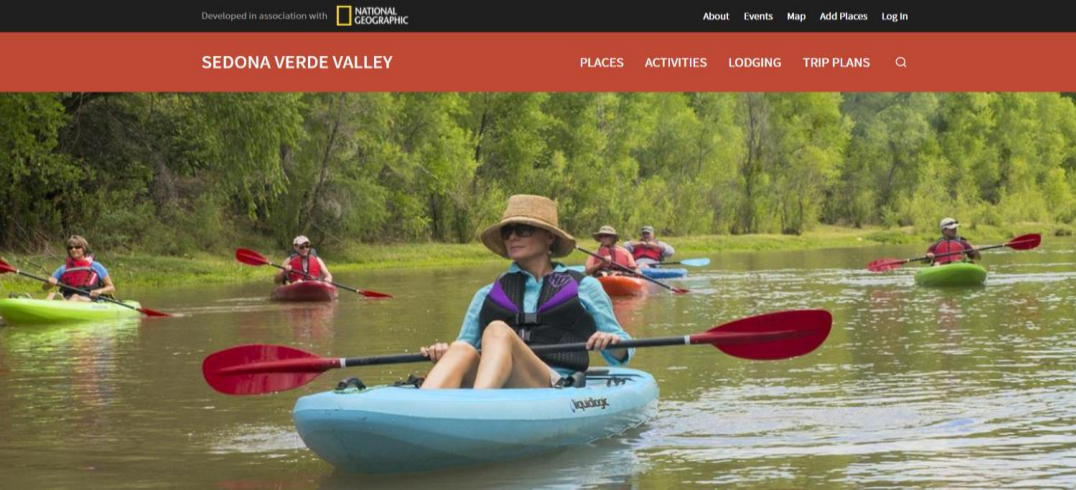 Developed in association with NATIONAL GEOGRAPHIC About Events Map Add Places Log In
SEDONA VERDE VALLEY PLACES ACTIVITIES LODGING TRIP PLANS
liquidlogic